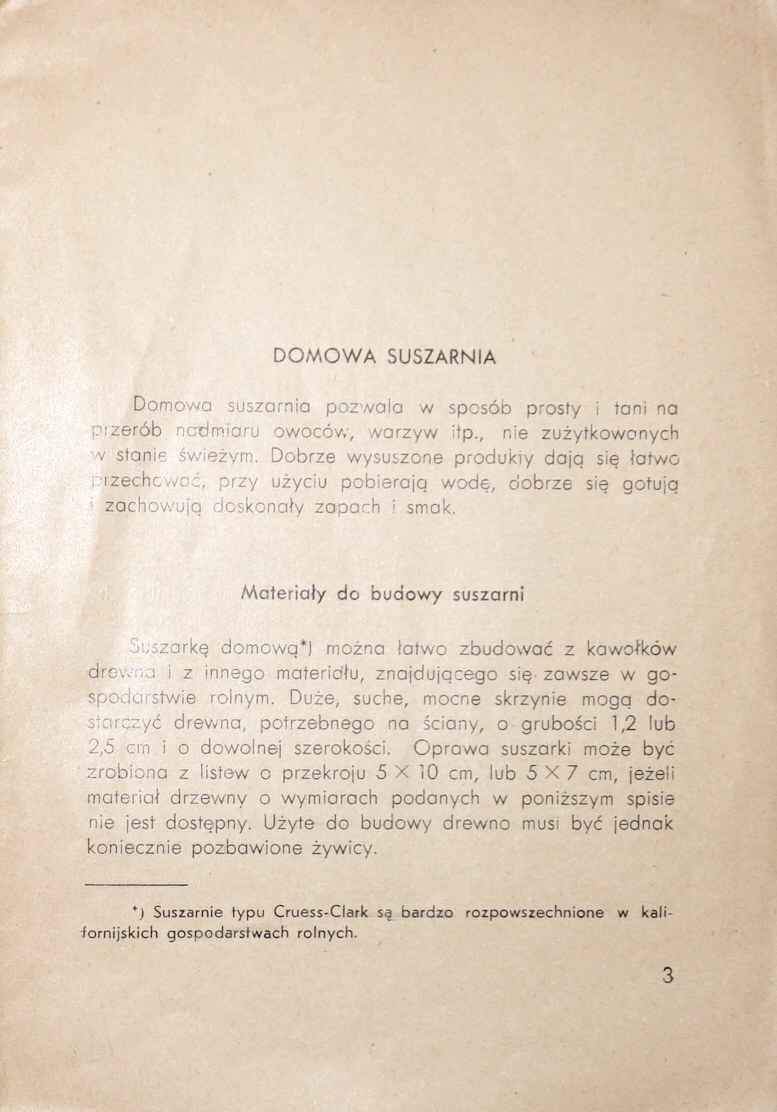 DOMOWA SUSZARNIA
Domowa suszarnia pozwala w sposób prosty i tani na
przerób nadmiaru owoców, warzyw itp., nie zużytkowanych
w stanie świeżym. Dobrze wysuszone produkty dają się łatwo
przechować, przy użyciu pobierają wodę, dobrze się gotują
i zachowują doskonały zapach i smak.
Materiały do budowy suszarni
Suszarkę domową*) można łatwo zbudować z kawałków
drewna i z innego materiału, znajdującego się zawsze w go-
spodarstwie rolnym. Duże, suche, mocne skrzynie mogą do-
starczyć drewna, potrzebnego na ściany, o grubości 1,2 lub
2,5 cm i o dowolnej szerokości. Oprawa suszarki może być
zrobiona z listew o przekroju 5 × 10 cm, lub 5 × 7 cm, jeżeli
materiał drzewny o wymiarach podanych w poniższym spisie
nie jest dostępny. Użyte do budowy drewno musi być jednak
koniecznie pozbawione żywicy.
*) Suszarnie typu Cruess-Clark są bardzo rozpowszechnione w kali-
fornijskich gospodarstwach rolnych.
3